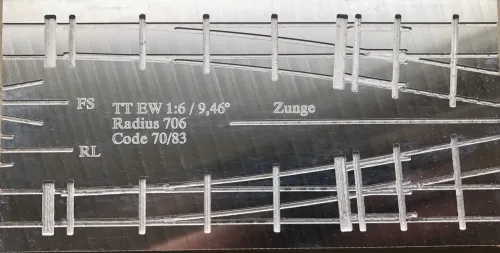 FS
TT EW 1:6 / 9,46°
Zunge
Radius 706
Code 70/83
RL